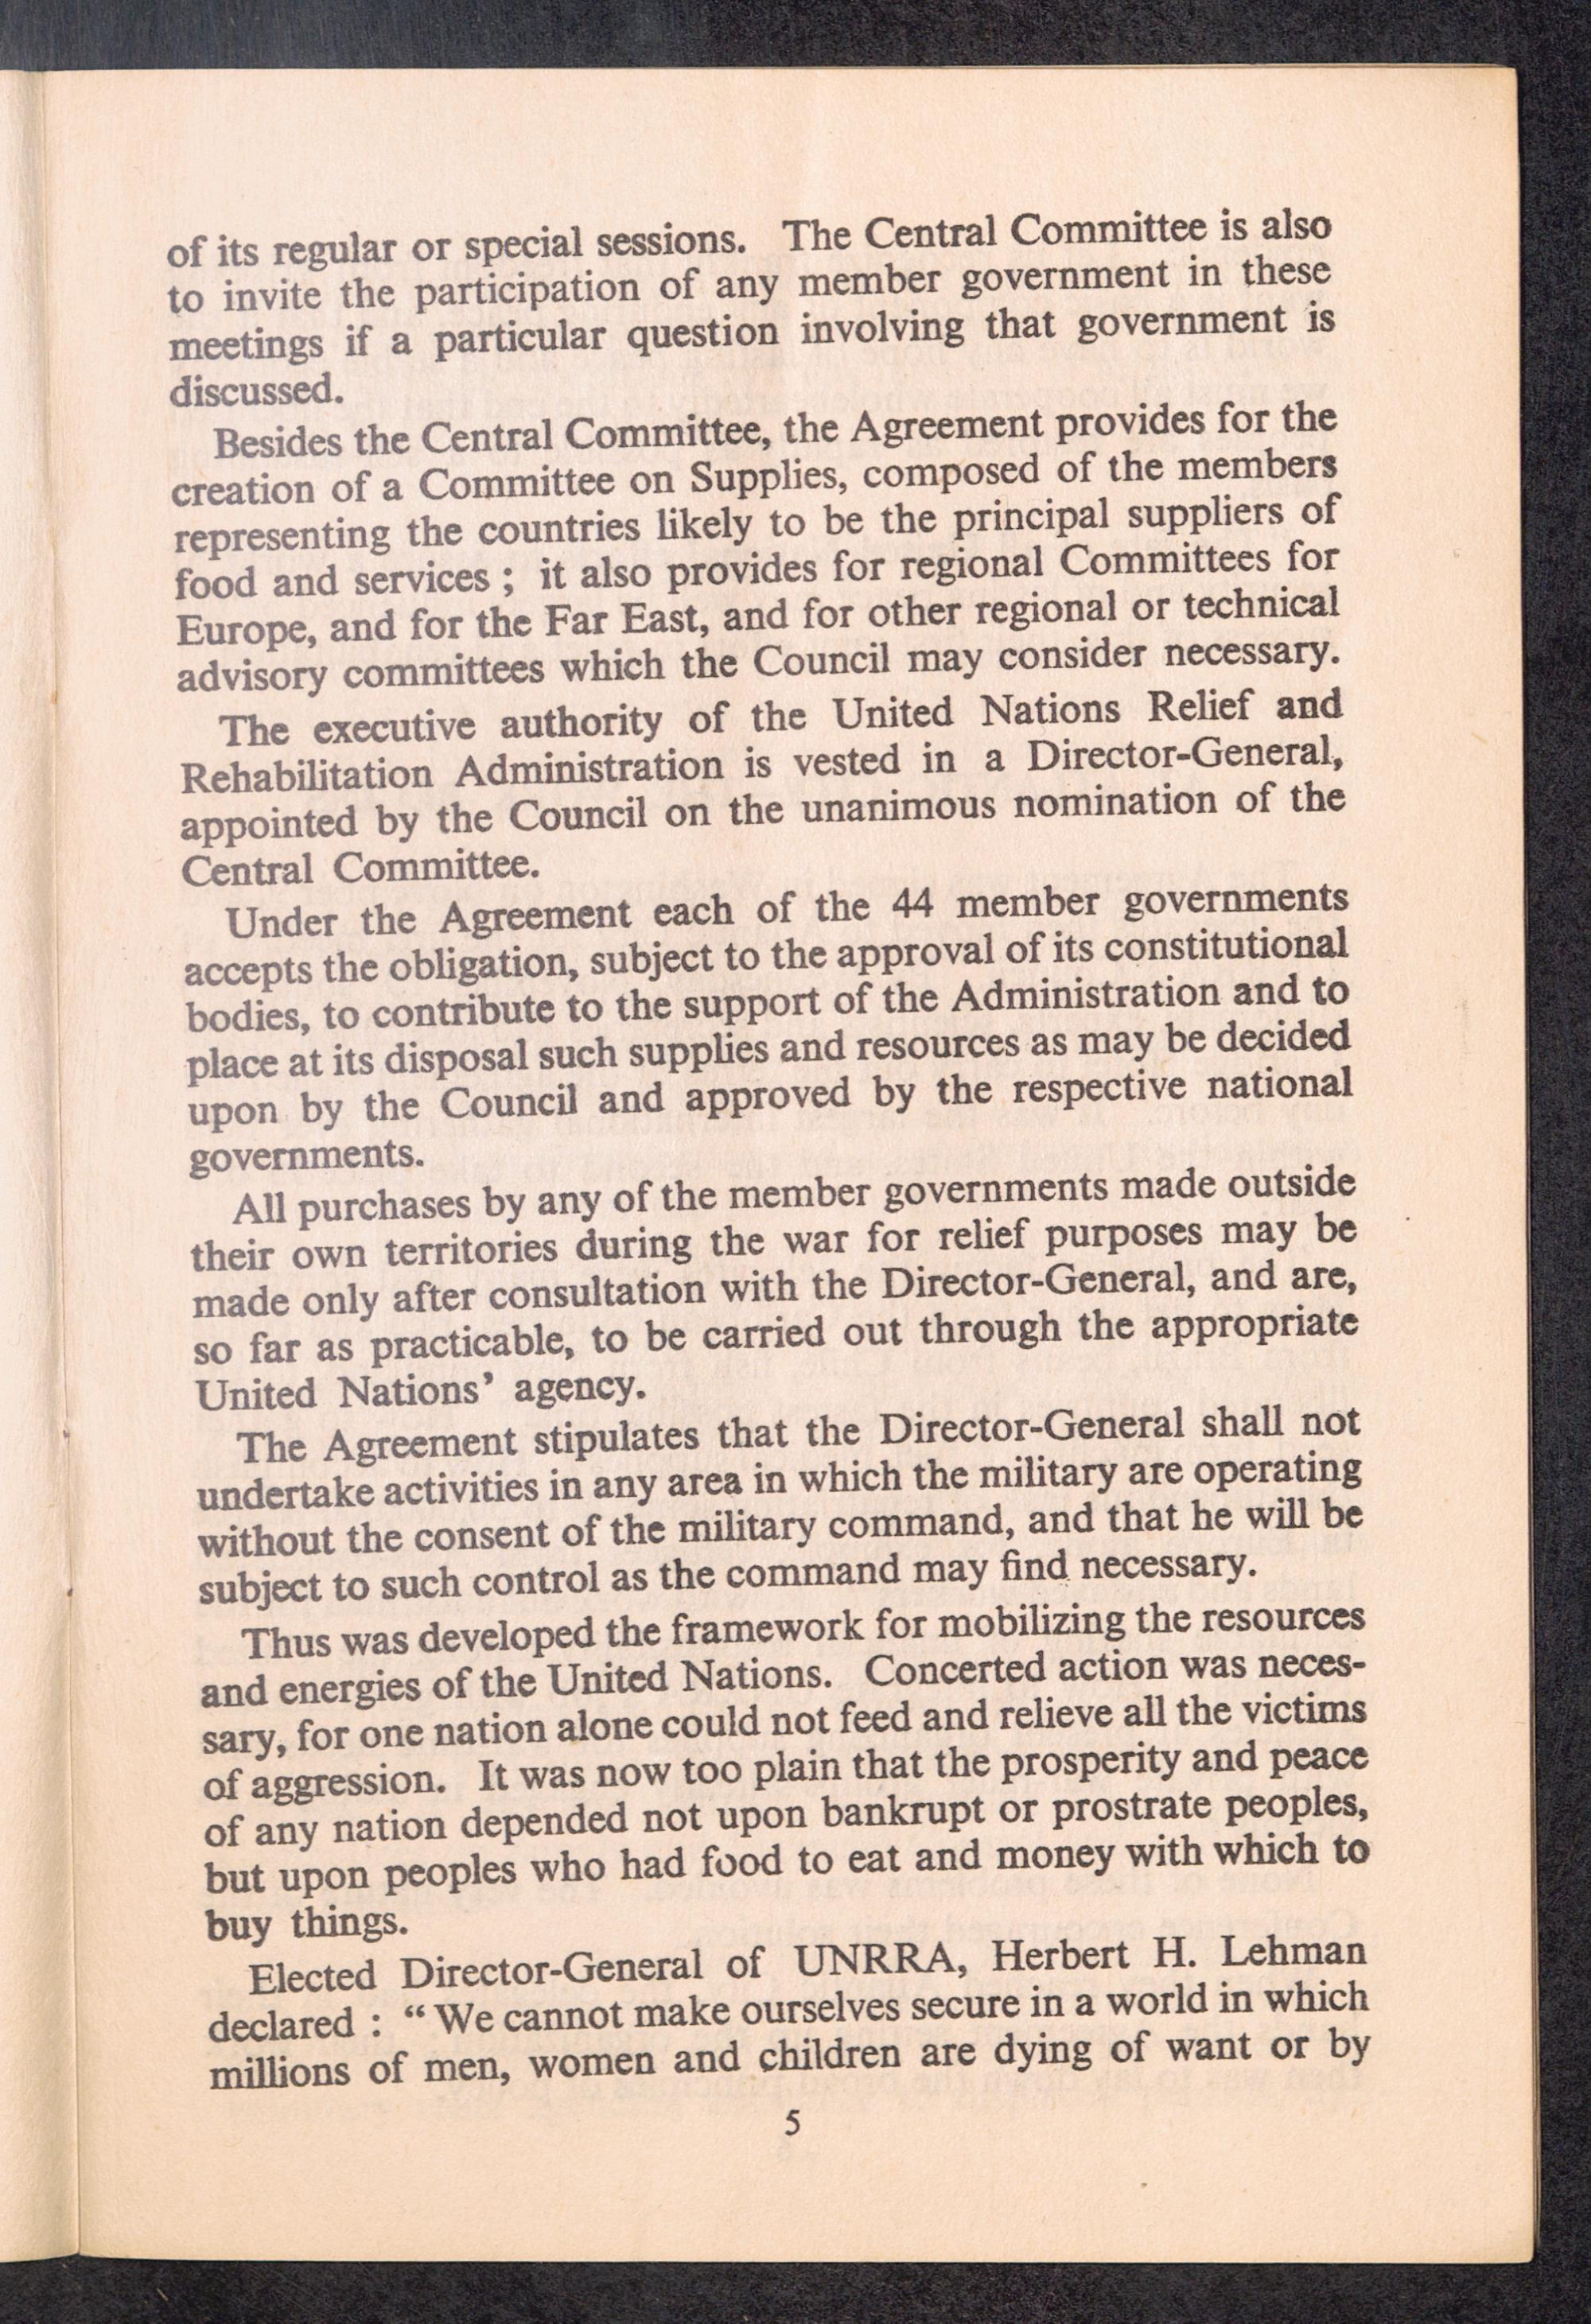 of its regular or special sessions. The Central Committee is also
to invite the participation of any member government in these
meetings if a particular question involving that government is
discussed.
Besides the Central Committee, the Agreement provides for the
creation of a Committee on Supplies, composed of the members
representing the countries likely to be the principal suppliers of
food and services ; it also provides for regional Committees for
Europe, and for the Far East, and for other regional or technical
advisory committees which the Council may consider necessary.
The executive authority of the United Nations Relief and
Rehabilitation Administration is vested in a Director-General,
appointed by the Council on the unanimous nomination of the
Central Committee.
Under the Agreement each of the 44 member governments
accepts the obligation, subject to the approval of its constitutional
bodies, to contribute to the support of the Administration and to
place at its disposal such supplies and resources as may be decided
upon by the Council and approved by the respective national
governments.
All purchases by any of the member governments made outside
their own territories during the war for relief purposes may be
made only after consultation with the Director-General, and are,
so far as practicable, to be carried out through the appropriate
United Nations’ agency.
The Agreement stipulates that the Director-General shall not
undertake activities in any area in which the military are operating
without the consent of the military command, and that he will be
subject to such control as the command may find necessary.
Thus was developed the framework for mobilizing the resources
and energies of the United Nations. Concerted action was neces-
sary, for one nation alone could not feed and relieve all the victims
of aggression. It was now too plain that the prosperity and peace
of any nation depended not upon bankrupt or prostrate peoples,
but upon peoples who had food to eat and money with which to
buy things.
Elected Director-General of UNRRA, Herbert H. Lehman
declared : “ We cannot make ourselves secure in a world in which
millions of men, women and children are dying of want or by
5